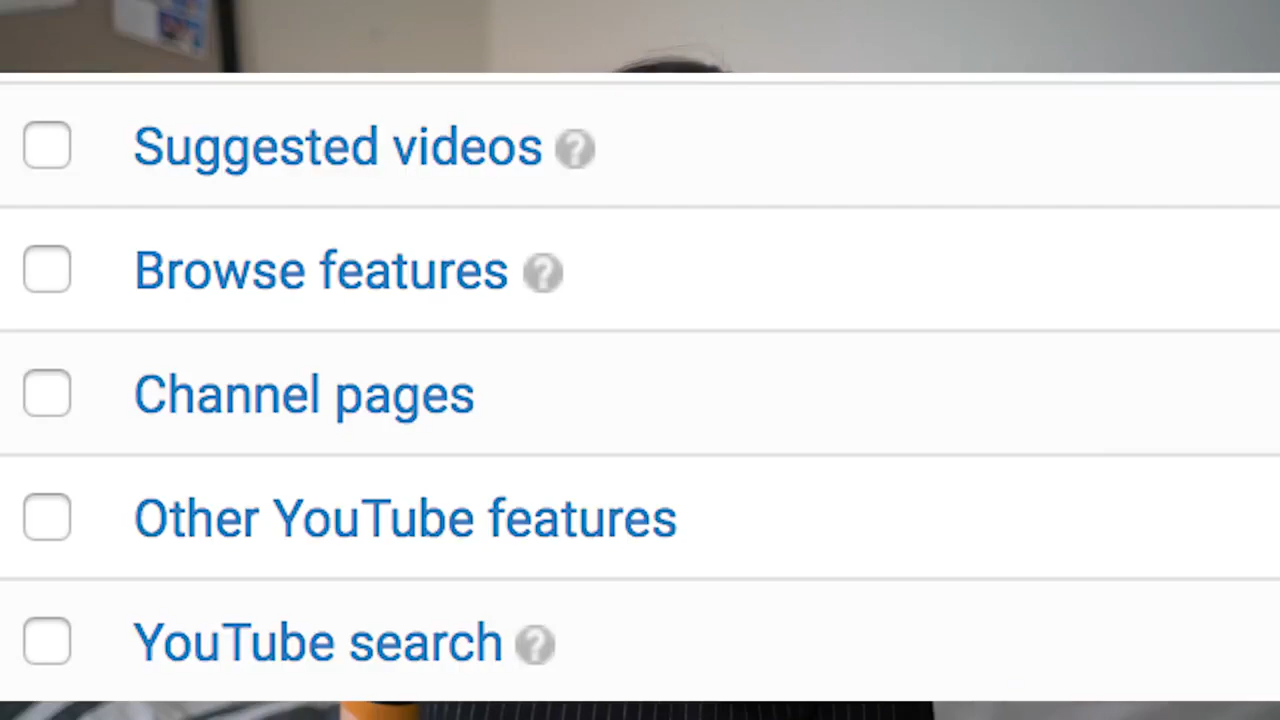 Suggested videos ?
Browse features ?
Channel pages
Other YouTube features
YouTube search ?